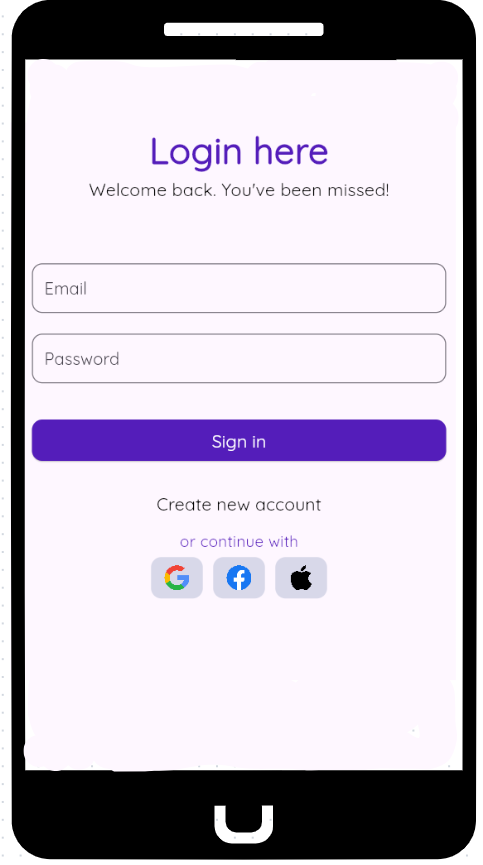 Login here
Welcome back. You've been missed!
Email
Password
Sign in
Create new account
or continue with